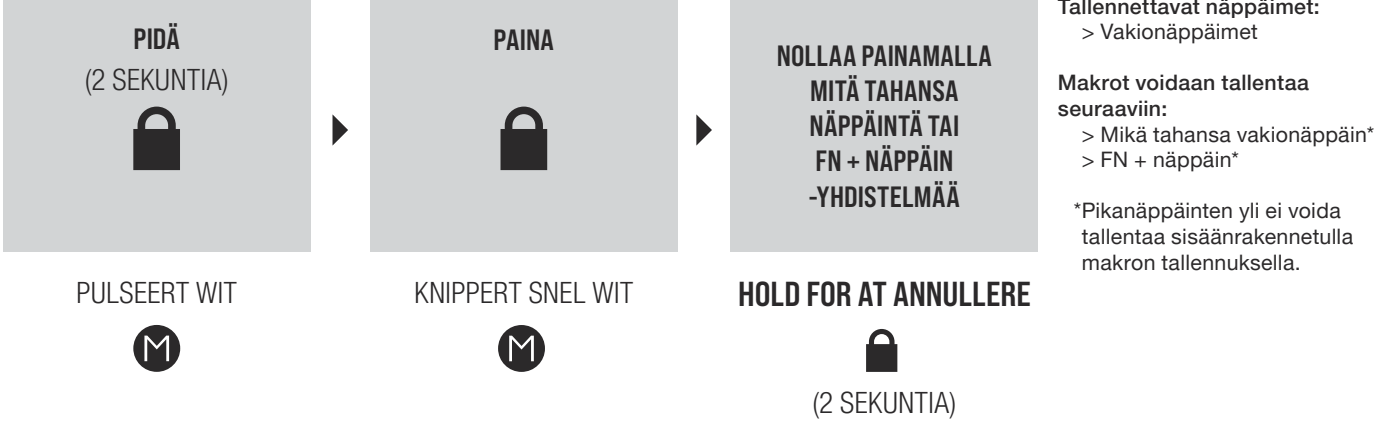 PIDÄ
(2 SEKUNTIA)
PULSEERT WIT
M
PAINA
KNIPPERT SNEL WIT
M
NOLLAA PAINAMALLA
MITÄ TAHANSA
NÄPPÄINTÄ TAI
FN + NÄPPÄIN
-YHDISTELMÄÄ
HOLD FOR AT ANNULLERE
(2 SEKUNTIA)
Tallennettavat näppäimet:
> Vakionäppäimet
Makrot voidaan tallentaa
seuraaviin:
> Mikä tahansa vakionäppäin*
> FN + näppäin*
*Pikanäppäinten yli ei voida
tallentaa sisäänrakennetulla
makron tallennuksella.